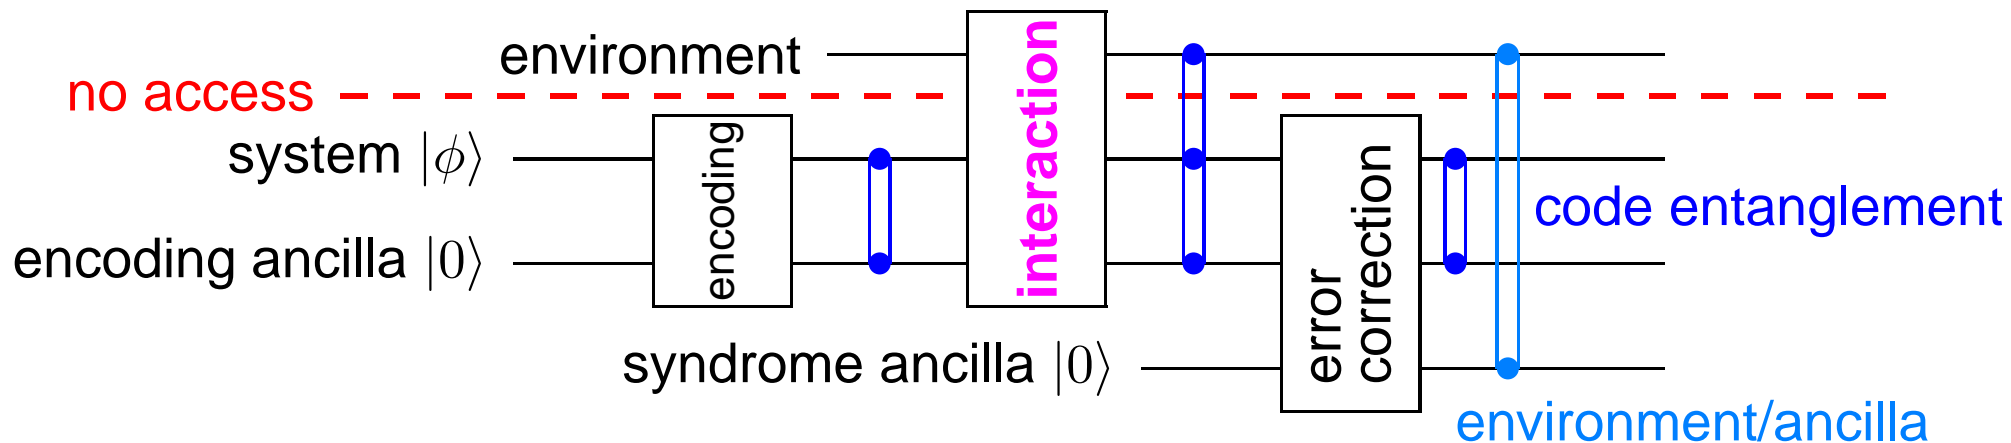 environment
no access
system |ϕ⟩
encoding ancilla |0⟩
encoding
interaction
syndrome ancilla |0⟩
error
correction
code entanglement
environment/ancilla